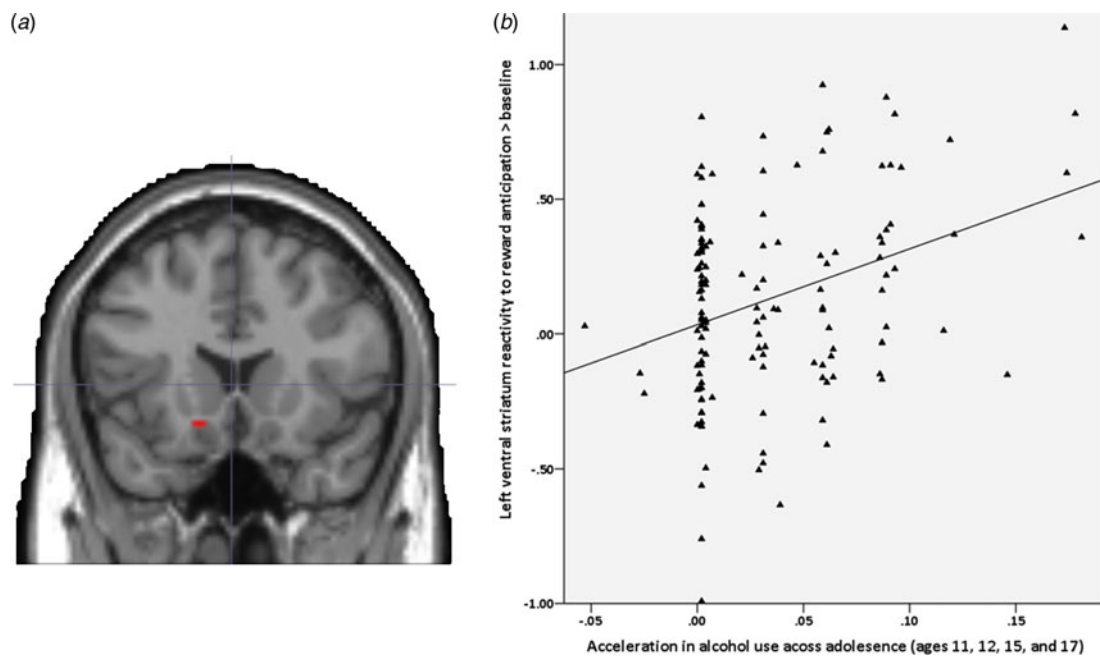 (a)
(b)
Left ventral striatum reactivity to reward anticipation > baseline
1.00
.50
.00
-.50
-1.00
-.05
.00
.05
.10
.15
Acceleration in alcohol use acoss adolesence (ages 11, 12, 15, and 17)